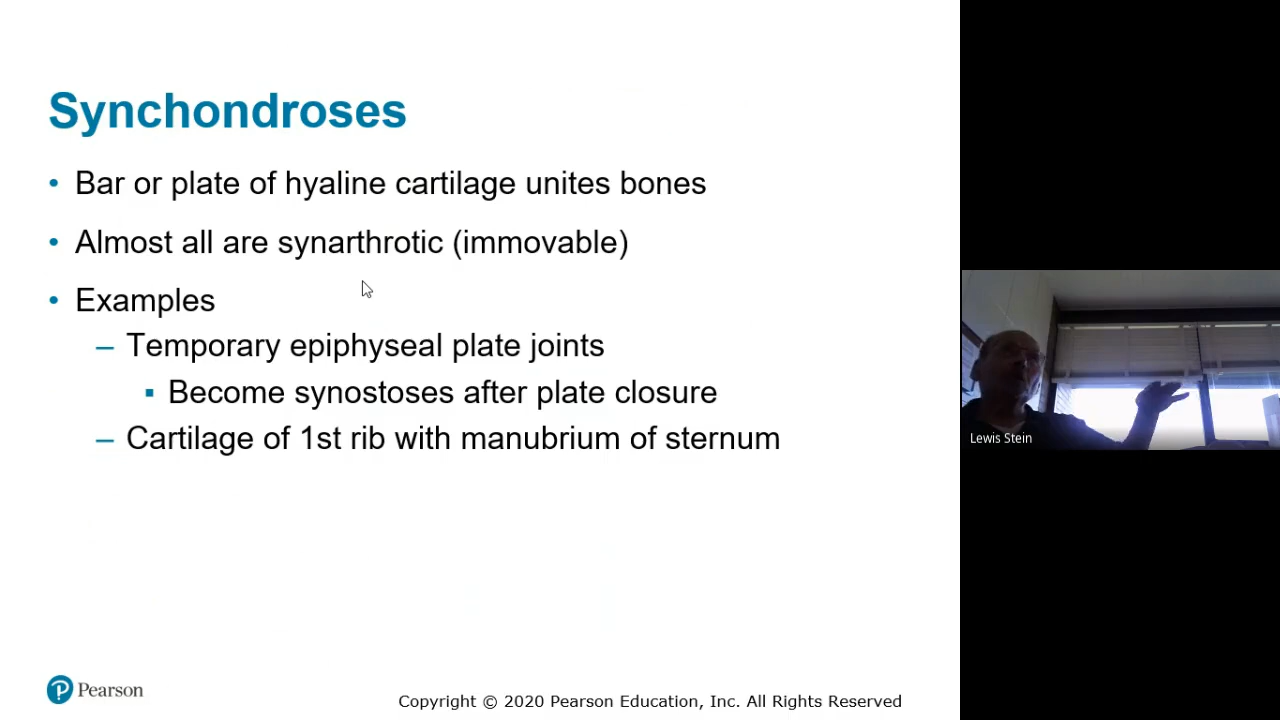 Synchondroses
• Bar or plate of hyaline cartilage unites bones
• Almost all are synarthrotic (immovable)
• Examples
– Temporary epiphyseal plate joints
▪ Become synostoses after plate closure
– Cartilage of 1st rib with manubrium of sternum
Lewis Stein
Pearson
Copyright © 2020 Pearson Education, Inc. All Rights Reserved